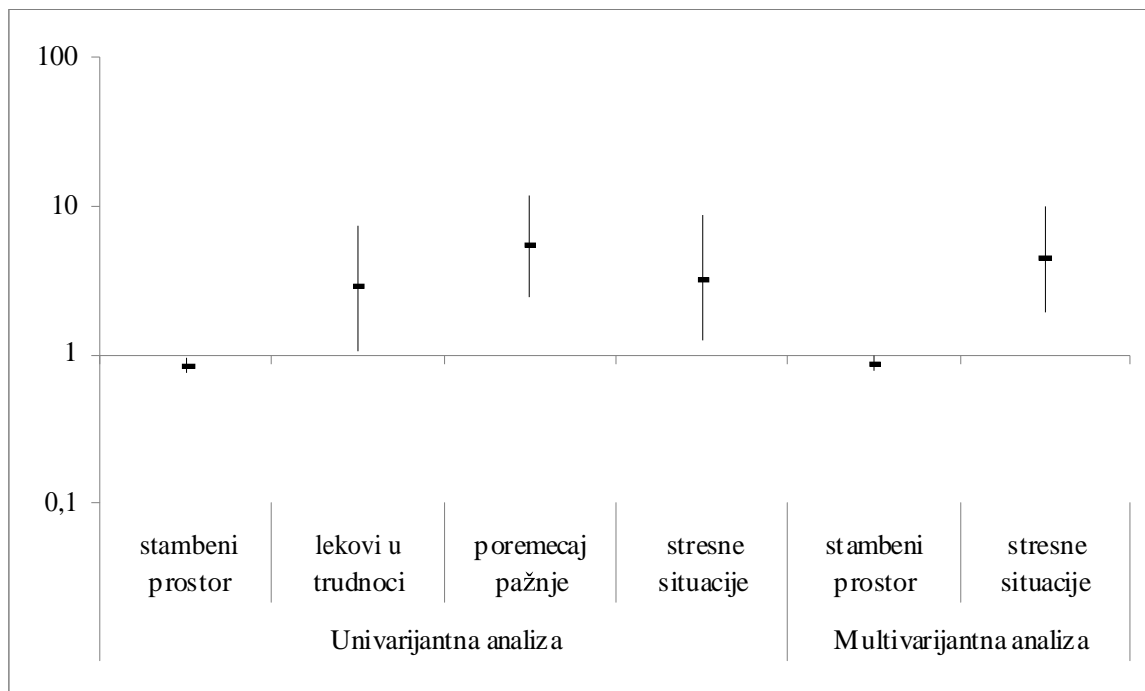 100
10
1
0,1
stambeni lekovi u poremecaj stresne stambeni stresne
prostor trudnoci pažnje situacije prostor situacije
Univarijantna analiza Multivarijantna analiza